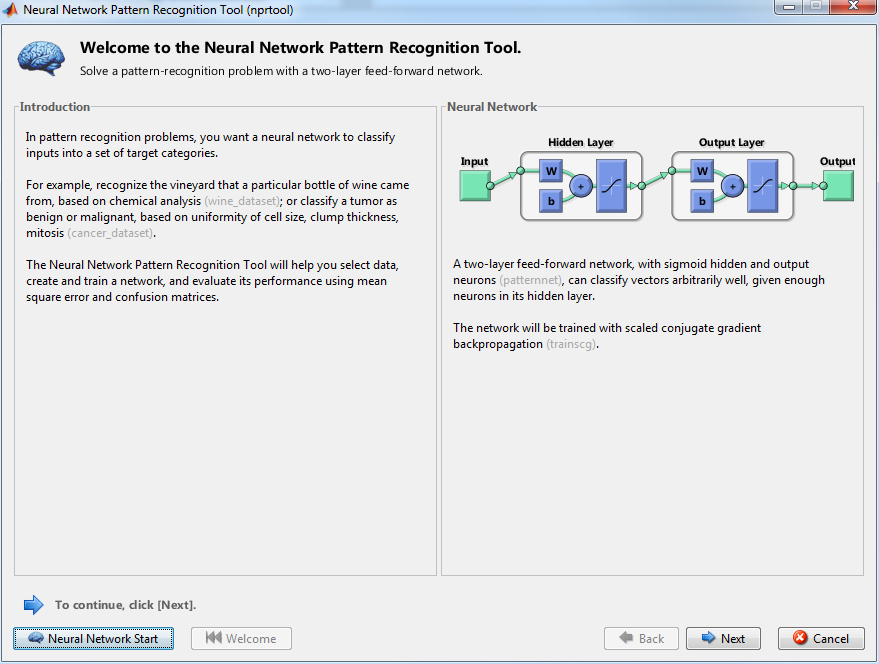 Neural Network Pattern Recognition Tool (nprtool)
Welcome to the Neural Network Pattern Recognition Tool.
Solve a pattern-recognition problem with a two-layer feed-forward network.
Introduction
In pattern recognition problems, you want a neural network to classify
inputs into a set of target categories.
For example, recognize the vineyard that a particular bottle of wine came
from, based on chemical analysis (wine_dataset); or classify a tumor as
benign or malignant, based on uniformity of cell size, clump thickness,
mitosis (cancer_dataset).
The Neural Network Pattern Recognition Tool will help you select data,
create and train a network, and evaluate its performance using mean
square error and confusion matrices.
Neural Network
Hidden Layer
Output Layer
Input
Output
W
b
+
W
b
+
A two-layer feed-forward network, with sigmoid hidden and output
neurons (patternnet), can classify vectors arbitrarily well, given enough
neurons in its hidden layer.
The network will be trained with scaled conjugate gradient
backpropagation (trainscg).
To continue, click [Next].
Neural Network Start
Welcome
Back
Next
Cancel